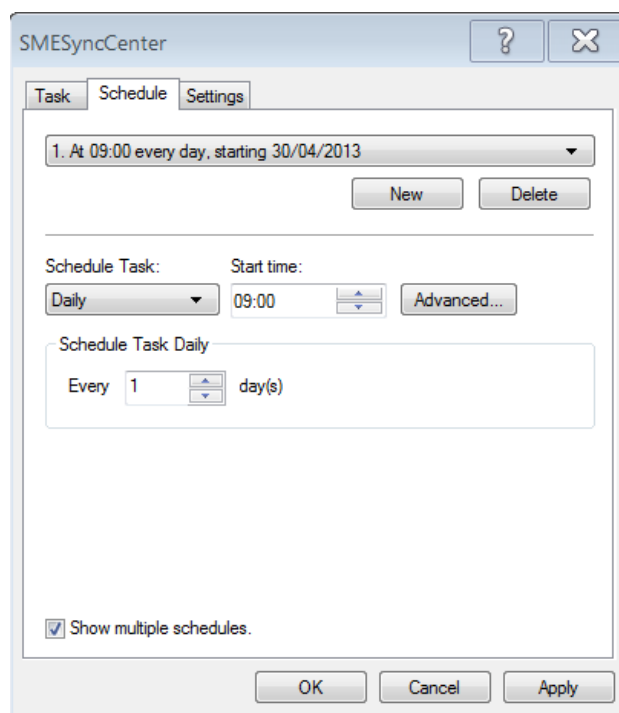 SMESyncCenter
Task Schedule Settings
1. At 09:00 every day, starting 30/04/2013
New Delete
Schedule Task: Start time:
Daily 09:00 Advanced...
Schedule Task Daily
Every 1 day(s)
Show multiple schedules.
OK Cancel Apply